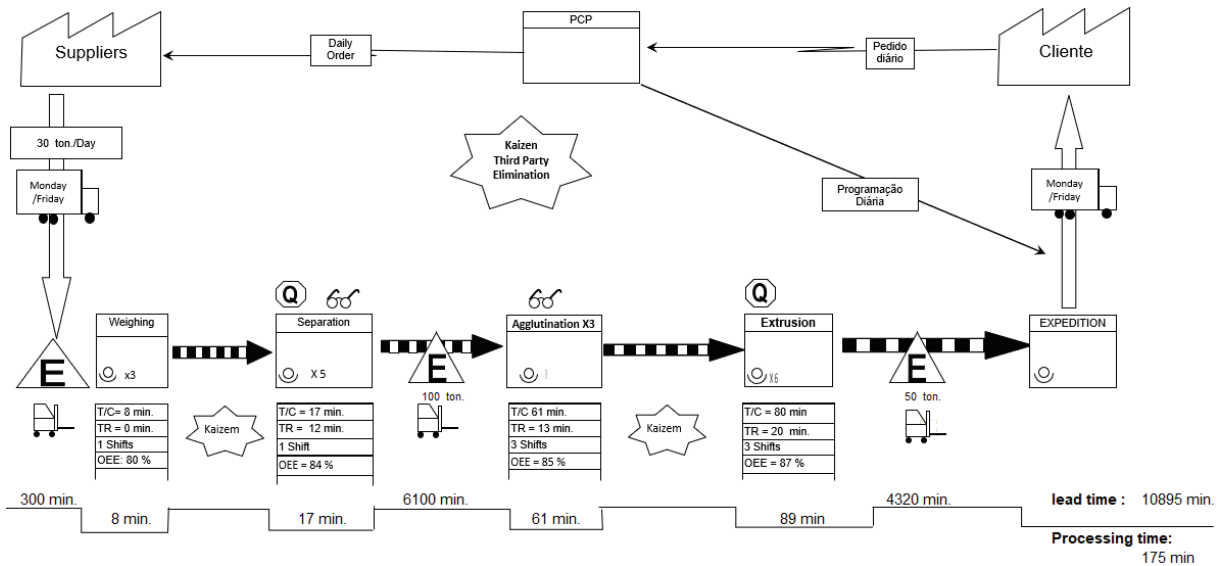 PCP
Suppliers
Daily
Order
Pedido
diário
Cliente
30 ton./Day
Kaizen
Third Party
Elimination
Monday
/Friday
Programação
Diária
Monday
/Friday
Q
Q
Weighing
Separation
Agglutination X3
Extrusion
EXPEDITION
E
x3
X 5
E
X6
E
100 ton.
50 ton.
T/C= 8 min.
TR = 0 min.
1 Shifts
OEE: 80 %
Kaizem
T/C = 17 min.
TR = 12 min.
1 Shift
OEE = 84 %
T/C 61 min.
TR = 13 min.
3 Shifts
OEE = 85 %
Kaizem
T/C = 80 min
TR = 20 min.
3 Shifts
OEE = 87 %
300 min.
8 min.
17 min.
6100 min.
61 min.
89 min
4320 min.
lead time : 10895 min.
Processing time:
175 min